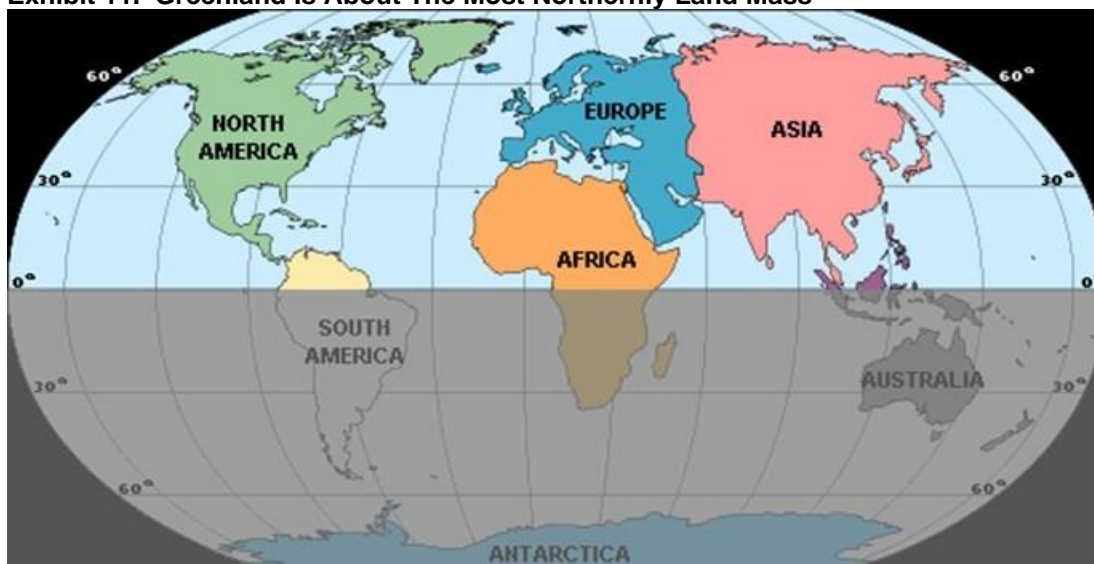 Exhibit 11: Greenland Is About The Most Northernly Land Mass
60° 60°
NORTH
AMERICA
EUROPE
ASIA
30° 30°
AFRICA
0° 0
SOUTH
AMERICA
AUSTRALIA
30° 30°
60° 60°
ANTARCTICA